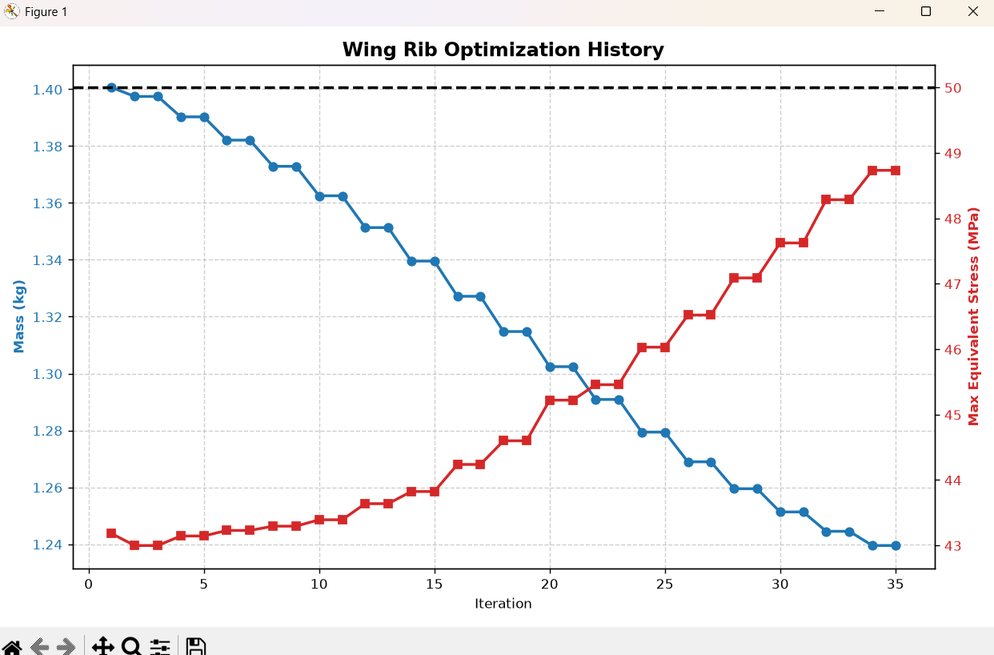 Figure 1
Wing Rib Optimization History
Mass (kg)
1.40
1.38
1.36
1.34
1.32
1.30
1.28
1.26
1.24
50
49
48
47
46
45
44
43
Max Equivalent Stress (MPa)
0 5 10 15 20 25 30 35
Iteration